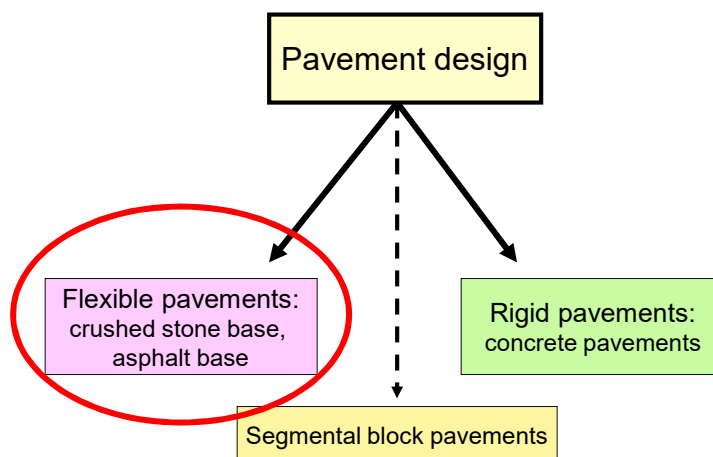 Pavement design
Flexible pavements:
crushed stone base,
asphalt base
Rigid pavements:
concrete pavements
Segmental block pavements